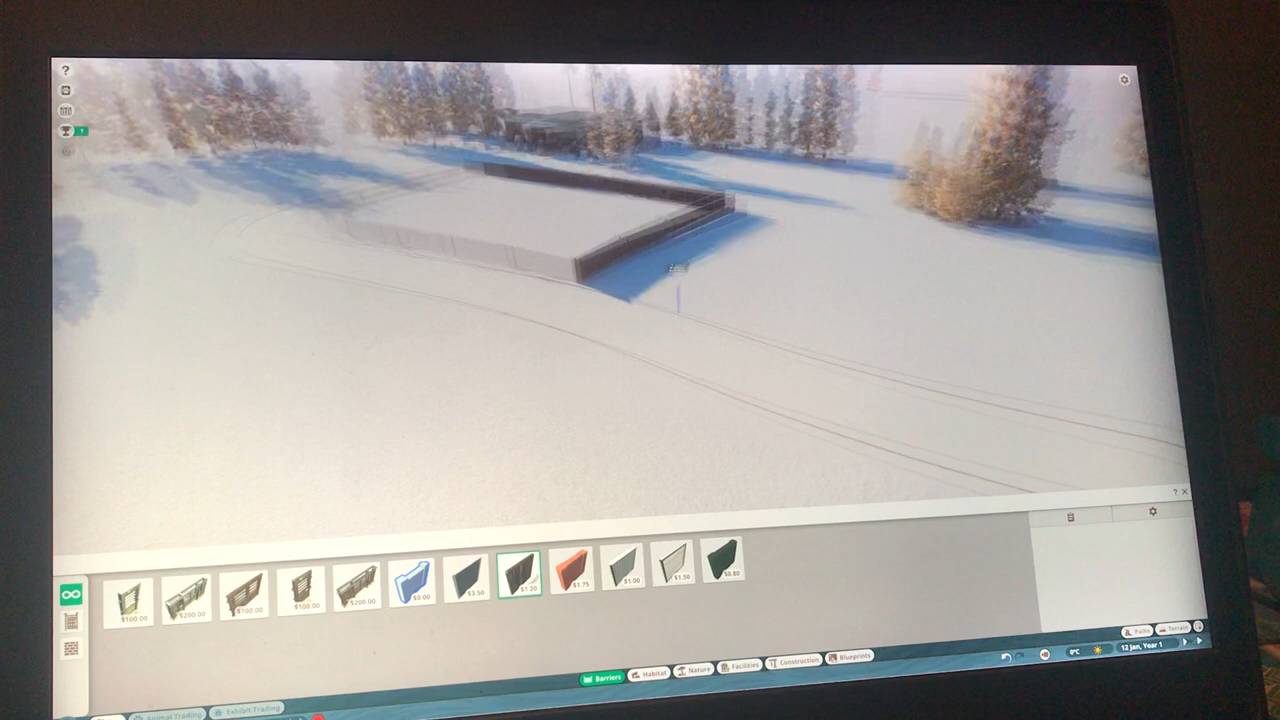 ?
1
? ×
$100.00
$200.00
$100.00
$100.00
$200.00
$0.00
$3.50
$1.20
$1.75
$1.00
$1.50
$0.80
Paths
Terrain
Barriers
Habitat
Nature
Facilities
Construction
Blueprints
0°C
12 Jan, Year 1
Animal Trading
Exhibit Trading